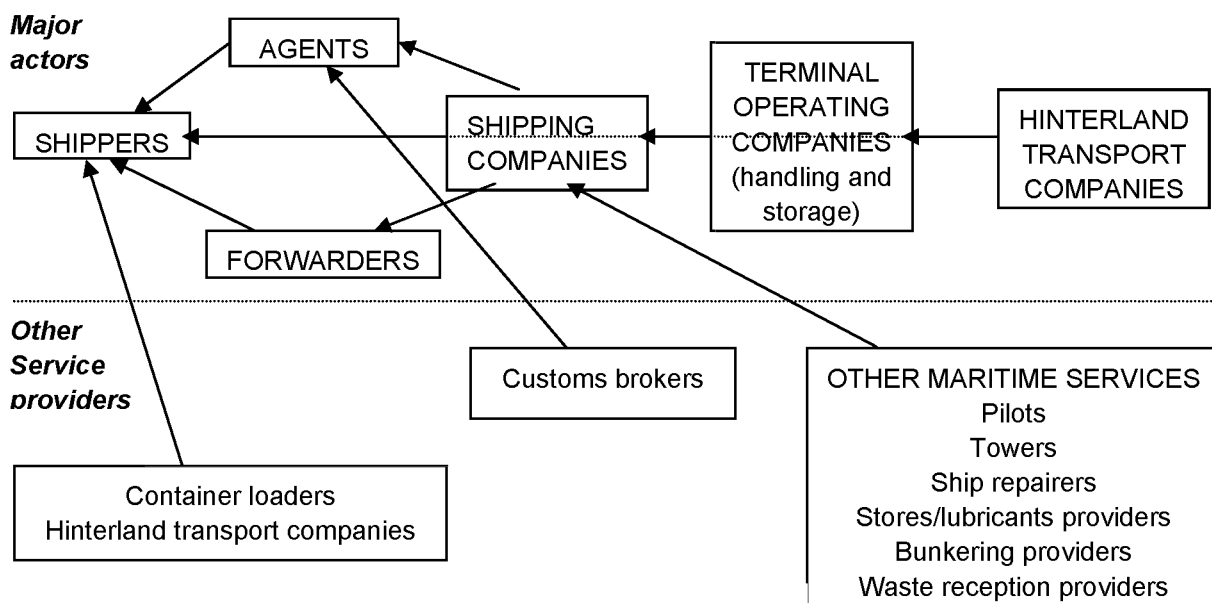 Major
actors
AGENTS
SHIPPERS
SHIPPING
COMPANIES
TERMINAL
OPERATING
COMPANIES
(handling and
storage)
HINTERLAND
TRANSPORT
COMPANIES
FORWARDERS
Other
Service
providers
Customs brokers
Container loaders
Hinterland transport companies
OTHER MARITIME SERVICES
Pilots
Towers
Ship repairers
Stores/lubricants providers
Bunkering providers
Waste reception providers